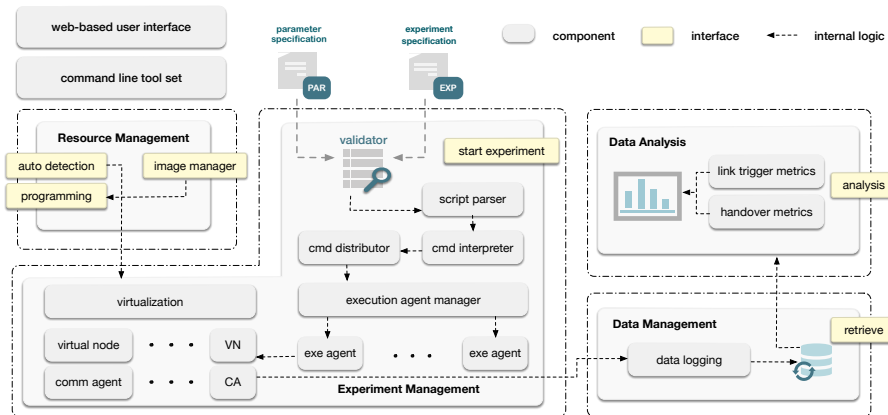 web-based user interface
command line tool set
parameter
specification
PAR
experiment
specification
EXP
component
interface
internal logic
Resource Management
auto detection
image manager
programming
validator
start experiment
script parser
cmd distributor
cmd interpreter
execution agent manager
exe agent
exe agent
virtualization
virtual node
VN
comm agent
CA
Experiment Management
Data Analysis
link trigger metrics
handover metrics
analysis
Data Management
retrieve
data logging